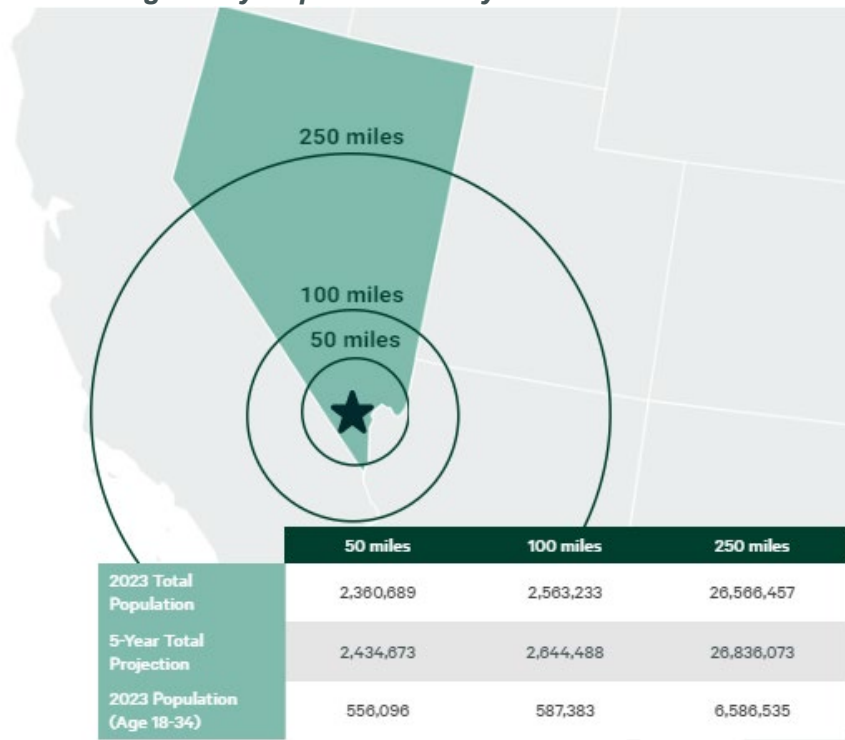 250 miles
100 miles
50 miles
50 miles 100 miles 250 miles
2023 Total
Population
2,360,689 2,563,233 26,566,457
5-Year Total
Projection
2,434,673 2,644,488 26,836,073
2023 Population
(Age 18-34)
556,096 587,383 6,586,535